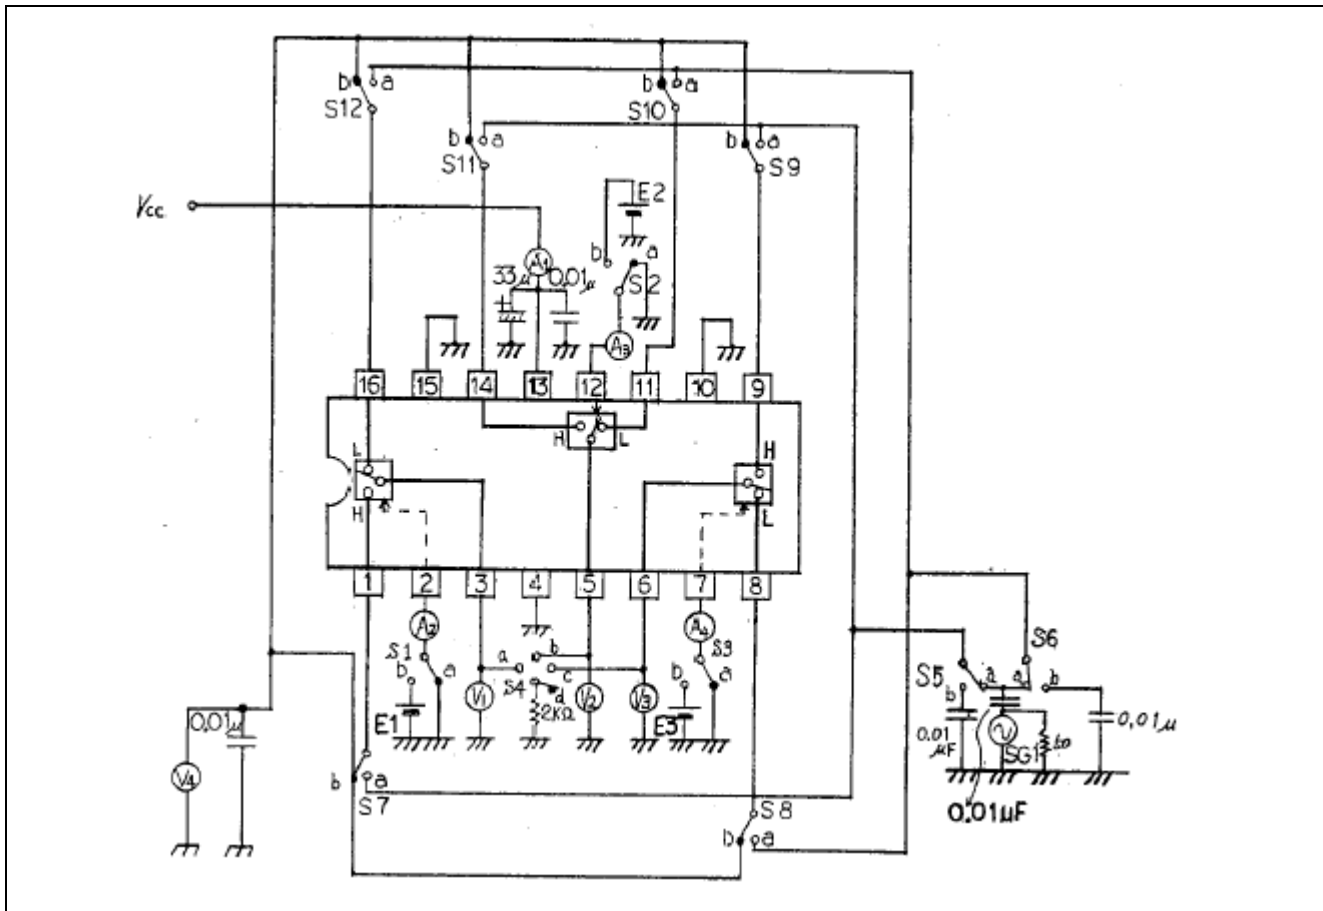 b a b a
S12 S10
b a b a
S11 S9
E2
Vcc
b a
A1
33μ 0.01μ S2
+
A3
16 15 14 13 12 11 10 9
H L
L H
H L
1 2 3 4 5 6 7 8
A2 A4
S1 b S3 S6
b a a c b a
S4 d S5 a a b
V1 V2 V3 b
E1 2KΩ E3 0.01μF 0,01μ
0.01μ SG1
V4
b a
S7 S8
0.01μF
b a